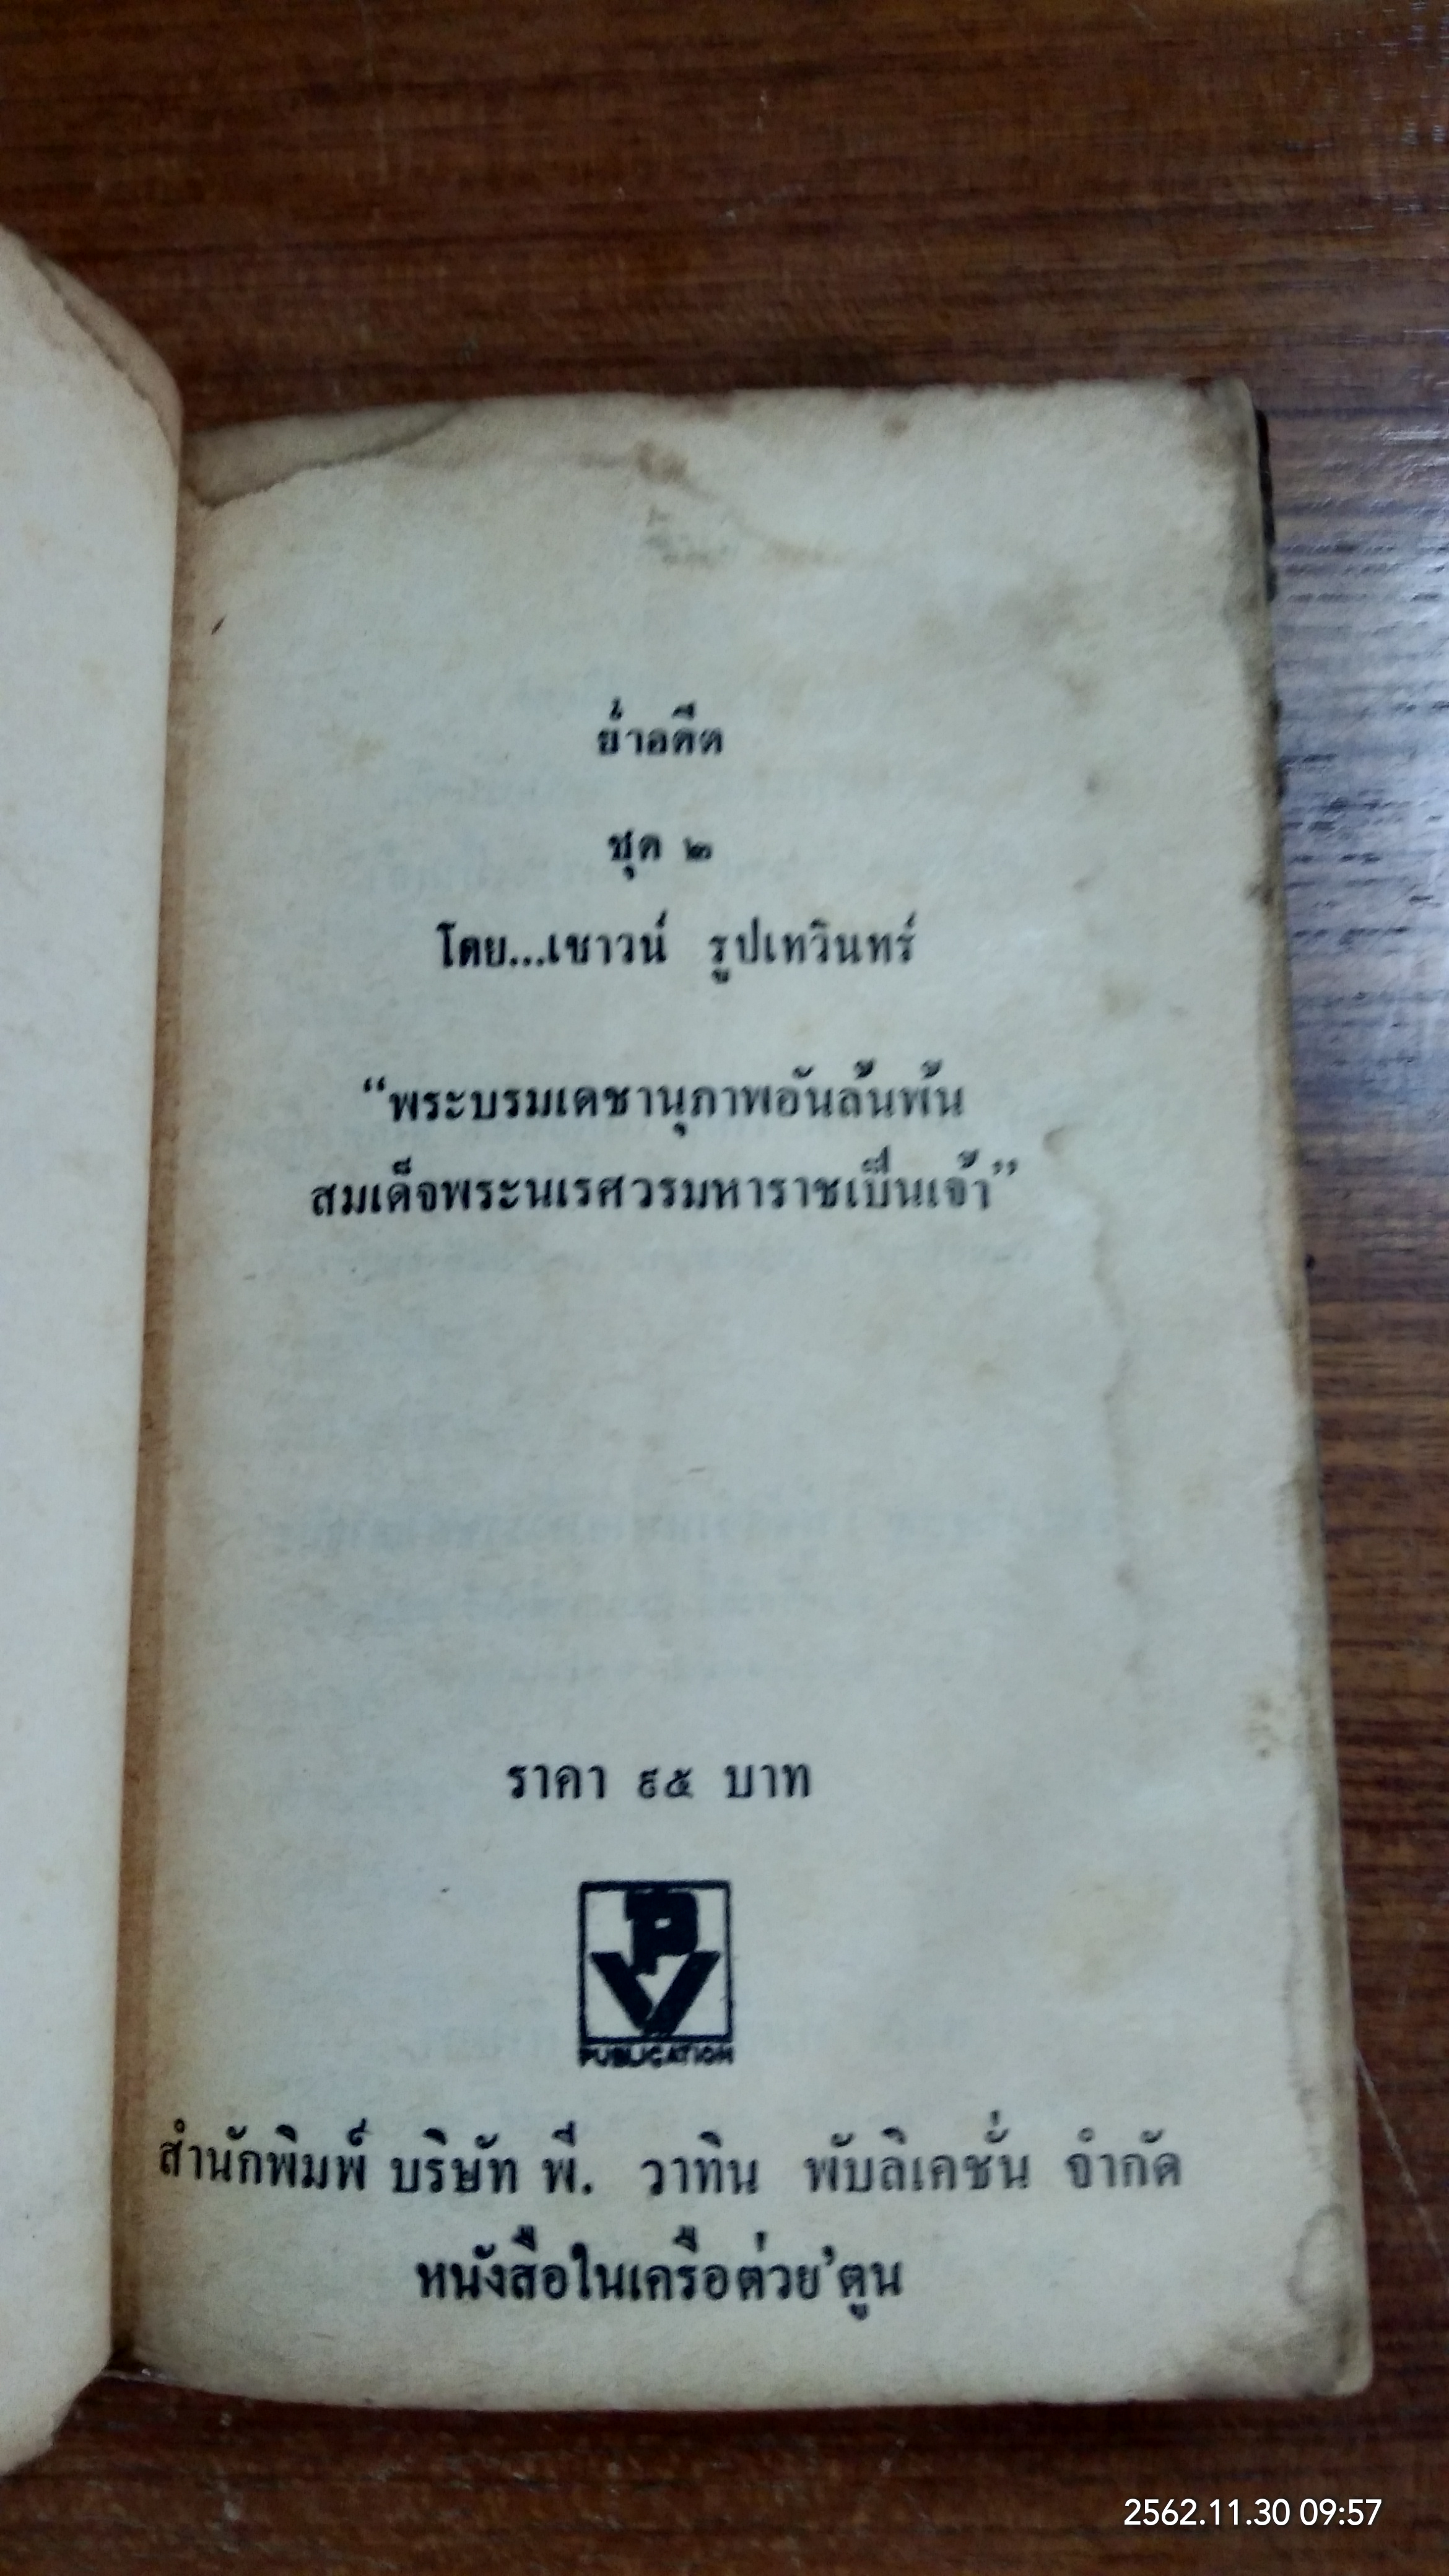 ย่ำอดีต
ชุด ๒
โดย...เชาวน์ รูปเทวินทร์
“พระบรมเดชานุภาพอันล้นพ้น
สมเด็จพระนเรศวรมหาราชเป็นเจ้า”
ราคา ๙๕ บาท
PV
PUBLICATION
สำนักพิมพ์ บริษัท พี. วาทิน พับลิเคชั่น จำกัด
หนังสือในเครือต่วย'ตูน
2562.11.30 09:57